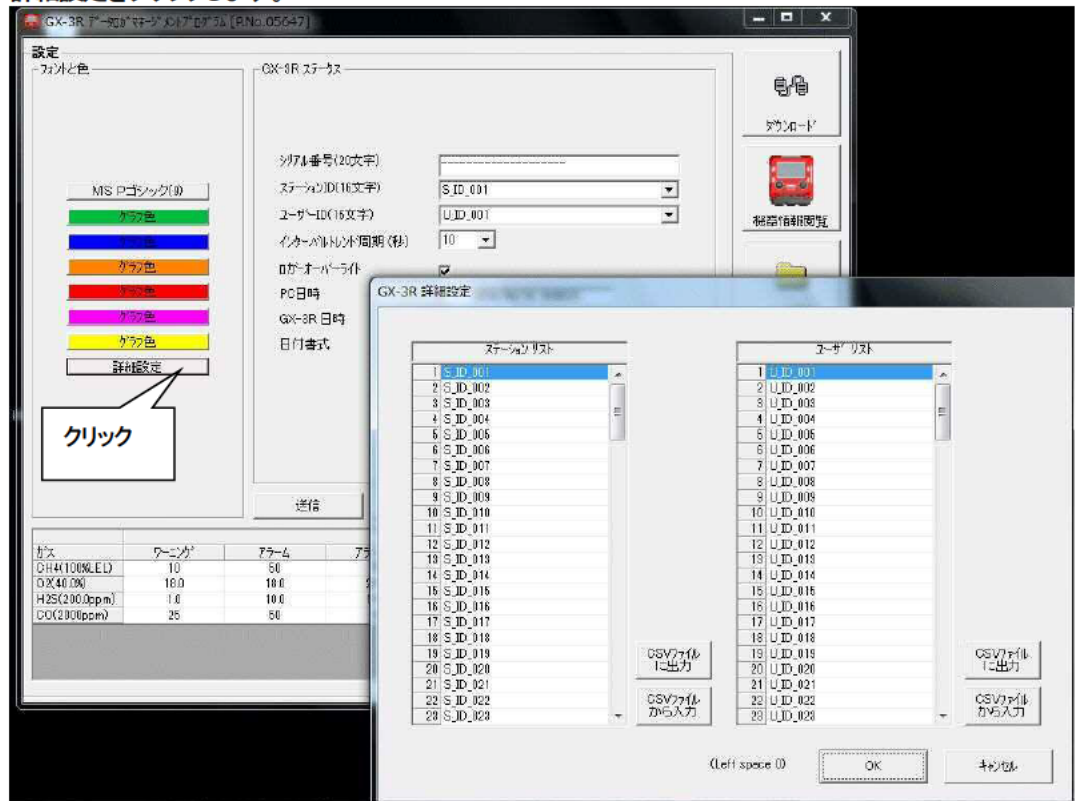 GX-3R ﾃﾞｰﾀﾛｶﾞﾏﾈｰｼﾞﾒﾝﾄﾌﾟﾛｸﾞﾗﾑ [P.No.05647]
設定
フォントと色
GX-3R ステータス
ダウンロード
シリアル番号(20文字)
ステーションID(16文字)
S_ID_001
ユーザーID(16文字)
U_ID_001
インターバルトレンド周期(秒)
10
ロガーオーバーライト
PC日時
GX-3R 日時
日付書式
MS Pゴシック(9)
グラフ色
グラフ色
グラフ色
グラフ色
グラフ色
グラフ色
詳細設定
クリック
機器情報閲覧
送信
ガス ワーニング アラーム
CH4(100%LEL) 10 50
O2(40.0%) 18.0 18.0
H2S(200.0ppm) 1.0 10.0
CO(2000ppm) 25 50
GX-3R 詳細設定
ステーション リスト
1 S_ID_001
2 S_ID_002
3 S_ID_003
4 S_ID_004
5 S_ID_005
6 S_ID_006
7 S_ID_007
8 S_ID_008
9 S_ID_009
10 S_ID_010
11 S_ID_011
12 S_ID_012
13 S_ID_013
14 S_ID_014
15 S_ID_015
16 S_ID_016
17 S_ID_017
18 S_ID_018
19 S_ID_019
20 S_ID_020
21 S_ID_021
22 S_ID_022
23 S_ID_023
CSVファイル
に出力
CSVファイル
から入力
ユーザ リスト
1 U_ID_001
2 U_ID_002
3 U_ID_003
4 U_ID_004
5 U_ID_005
6 U_ID_006
7 U_ID_007
8 U_ID_008
9 U_ID_009
10 U_ID_010
11 U_ID_011
12 U_ID_012
13 U_ID_013
14 U_ID_014
15 U_ID_015
16 U_ID_016
17 U_ID_017
18 U_ID_018
19 U_ID_019
20 U_ID_020
21 U_ID_021
22 U_ID_022
23 U_ID_023
CSVファイル
に出力
CSVファイル
から入力
(Left space 0)
OK
キャンセル